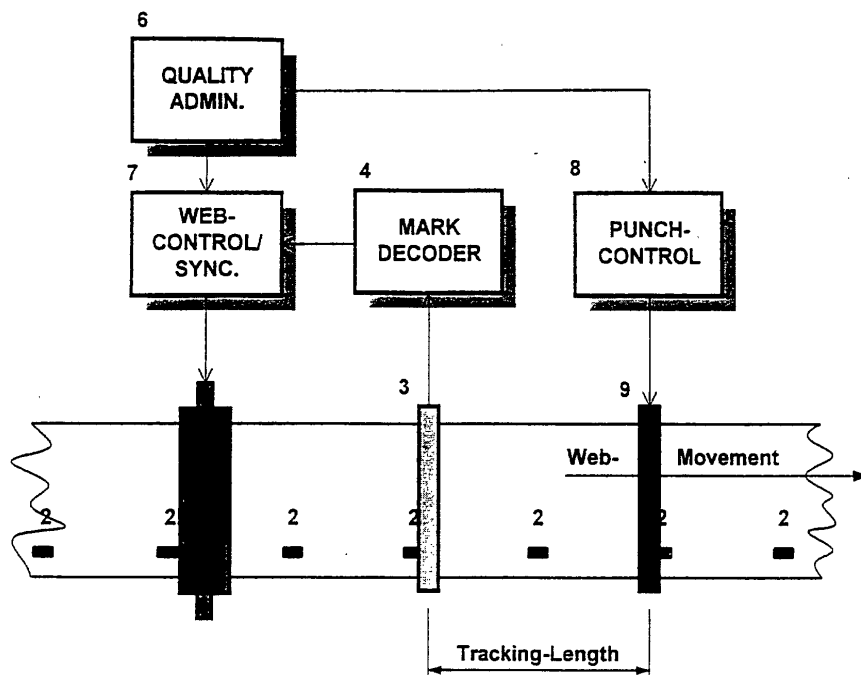 6
QUALITY
ADMIN.
7
4
8
WEB-
CONTROL/
SYNC.
MARK
DECODER
PUNCH-
CONTROL
3
9
Web- Movement
2 2 2 2 2 2 2
Tracking-Length